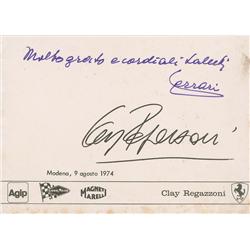 Molto grato e cordiali saluti
Ferrari
Clay Regazzoni
Modena, 9 agosto 1974
Agip
MAGNETI MARELLI
Clay Regazzoni